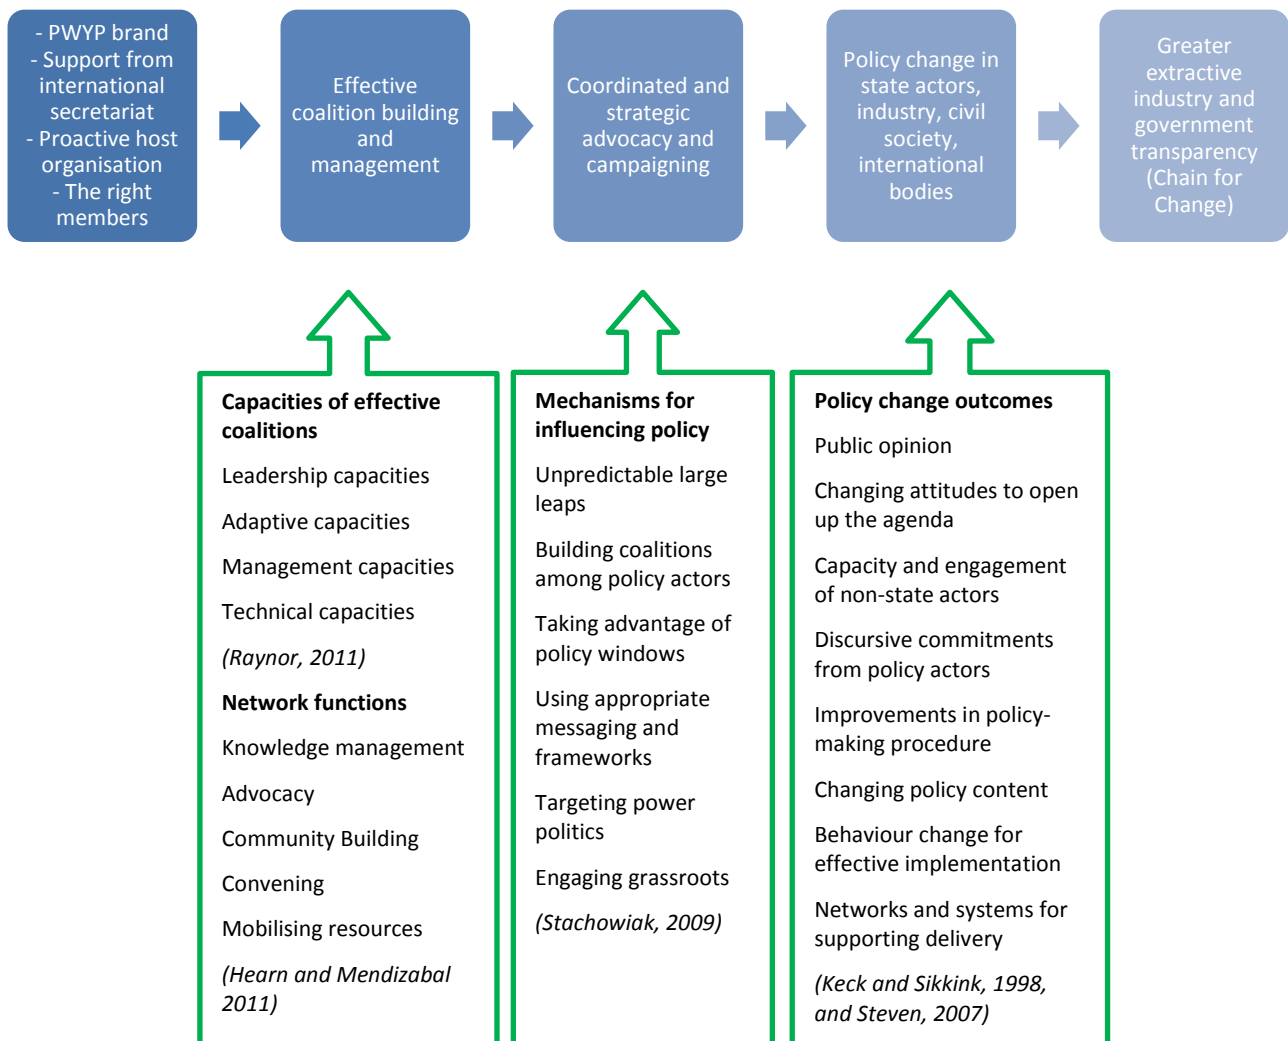 - PWYP brand
- Support from
international
secretariat
- Proactive host
organisation
- The right
members
Effective
coalition building
and
management
Coordinated and
strategic
advocacy and
campaigning
Policy change in
state actors,
industry, civil
society,
international
bodies
Greater
extractive
industry and
government
transparency
(Chain for
Change)
Capacities of effective
coalitions
Leadership capacities
Adaptive capacities
Management capacities
Technical capacities
(Raynor, 2011)
Network functions
Knowledge management
Advocacy
Community Building
Convening
Mobilising resources
(Hearn and Mendizabal
2011)
Mechanisms for
influencing policy
Unpredictable large
leaps
Building coalitions
among policy actors
Taking advantage of
policy windows
Using appropriate
messaging and
frameworks
Targeting power
politics
Engaging grassroots
(Stachowiak, 2009)
Policy change outcomes
Public opinion
Changing attitudes to open
up the agenda
Capacity and engagement
of non-state actors
Discursive commitments
from policy actors
Improvements in policy-
making procedure
Changing policy content
Behaviour change for
effective implementation
Networks and systems for
supporting delivery
(Keck and Sikkink, 1998,
and Steven, 2007)